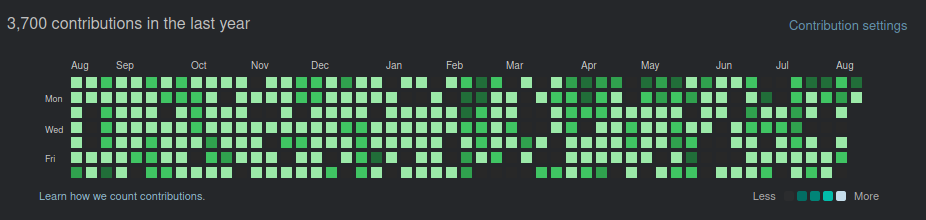 3,700 contributions in the last year
Contribution settings
Aug Sep Oct Nov Dec Jan Feb Mar Apr May Jun Jul Aug
Mon
Wed
Fri
Learn how we count contributions.
Less More